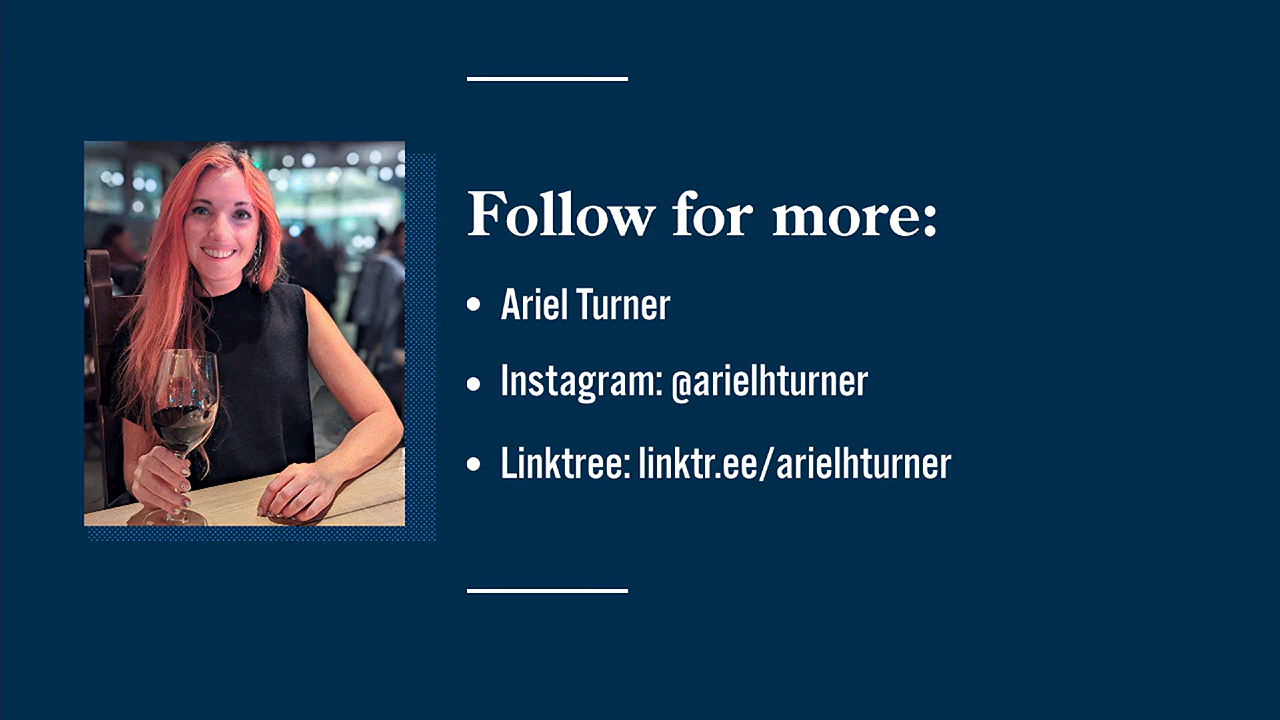 Follow for more:
• Ariel Turner
• Instagram: @arielhturner
• Linktree: linktr.ee/arielhturner